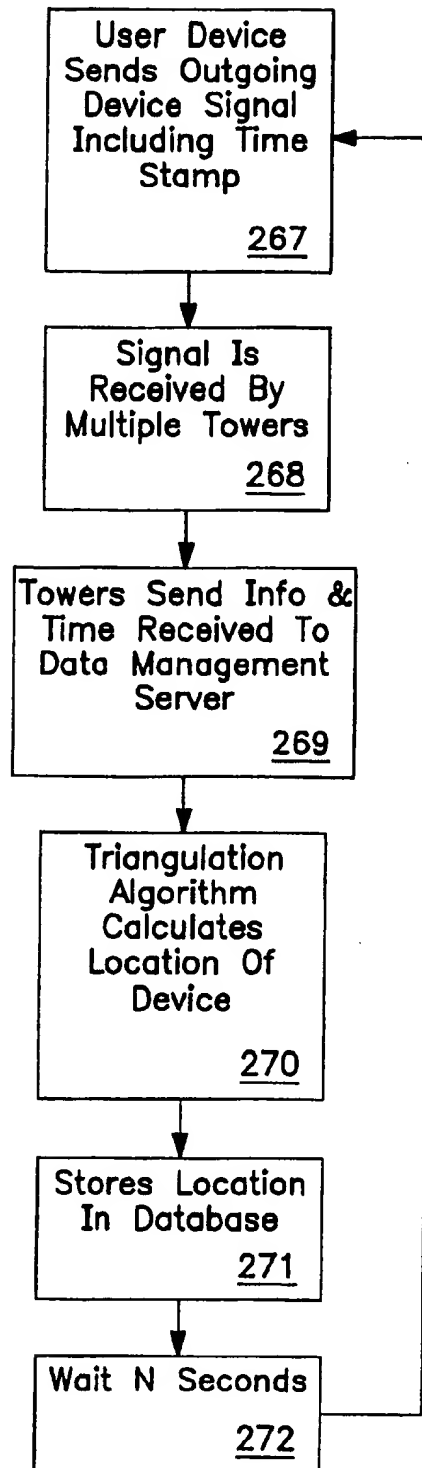 User Device
Sends Outgoing
Device Signal
Including Time
Stamp
267
Signal Is
Received By
Multiple Towers
268
Towers Send Info &
Time Received To
Data Management
Server
269
Triangulation
Algorithm
Calculates
Location Of
Device
270
Stores Location
In Database
271
Wait N Seconds
272